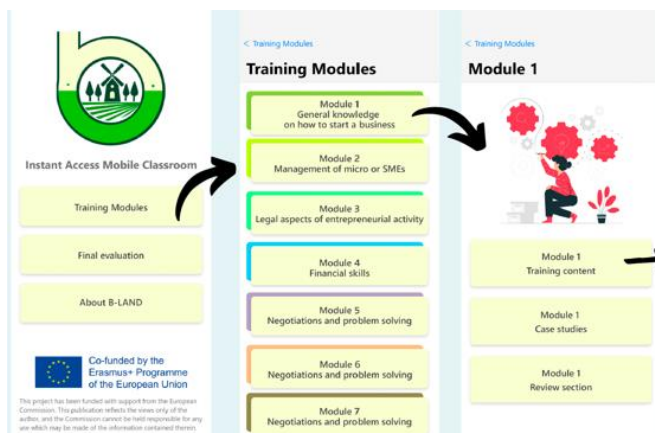 Instant Access Mobile Classroom
Training Modules
Final evaluation
About B-LAND
Co-funded by the
Erasmus+ Programme
of the European Union
This project has been funded with support from the European
Commission. This publication reflects the views only of the
author, and the Commission cannot be held responsible for any
use which may be made of the information contained therein
< Training Modules
Training Modules
Module 1
General knowledge
on how to start a business
Module 2
Management of micro or SMEs
Module 3
Legal aspects of entrepreneurial activity
Module 4
Financial skills
Module 5
Negotiations and problem solving
Module 6
Negotiations and problem solving
Module 7
Negotiations and problem solving
< Training Modules
Module 1
Module 1
Training content
Module 1
Case studies
Module 1
Review section